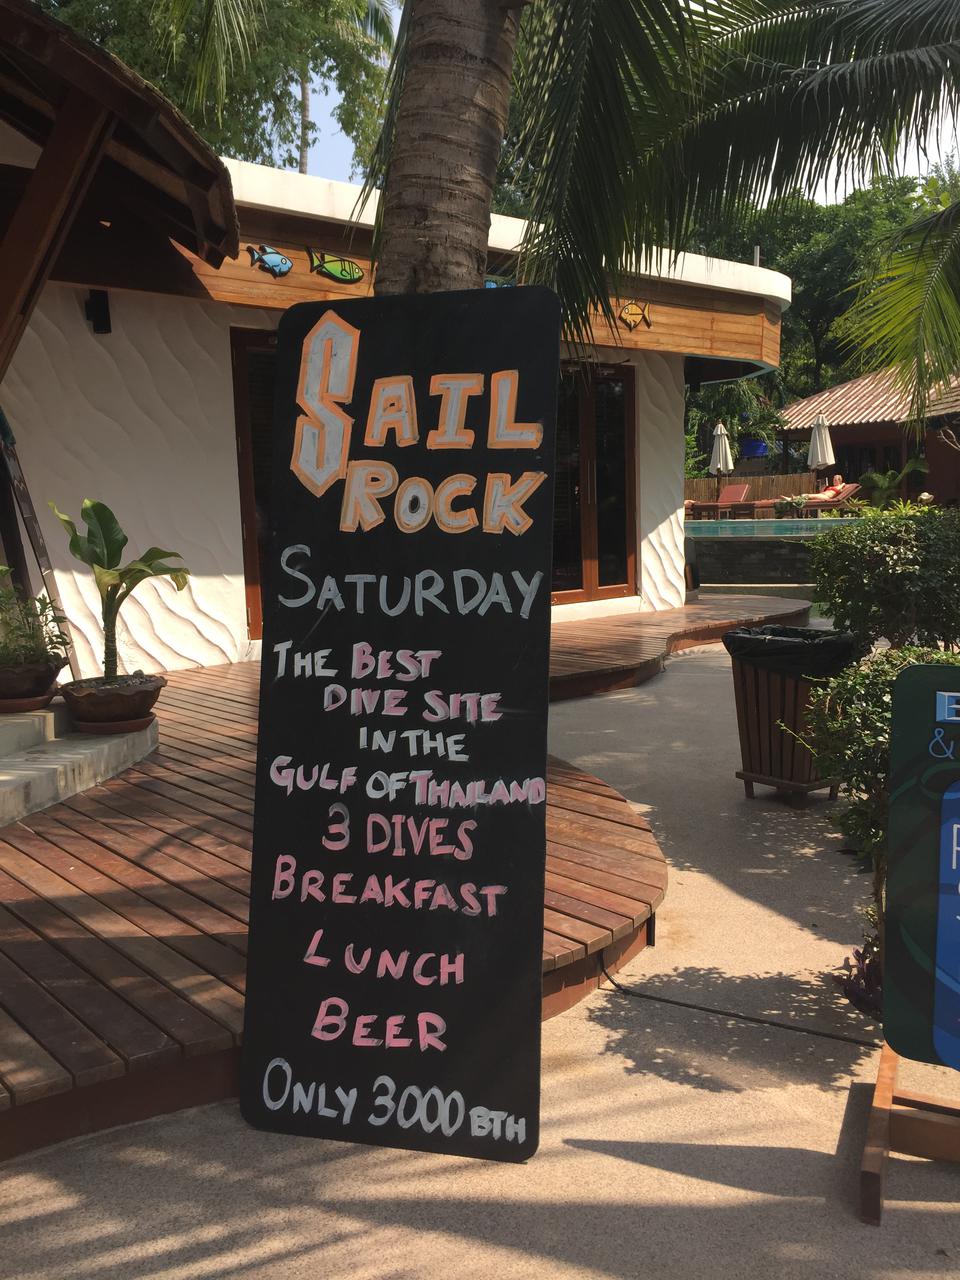 SAIL
ROCK
SATURDAY
THE BEST
DIVE SITE
IN THE
GULF OF THAILAND
3 DIVES
BREAKFAST
LUNCH
BEER
ONLY 3000 BTH
&